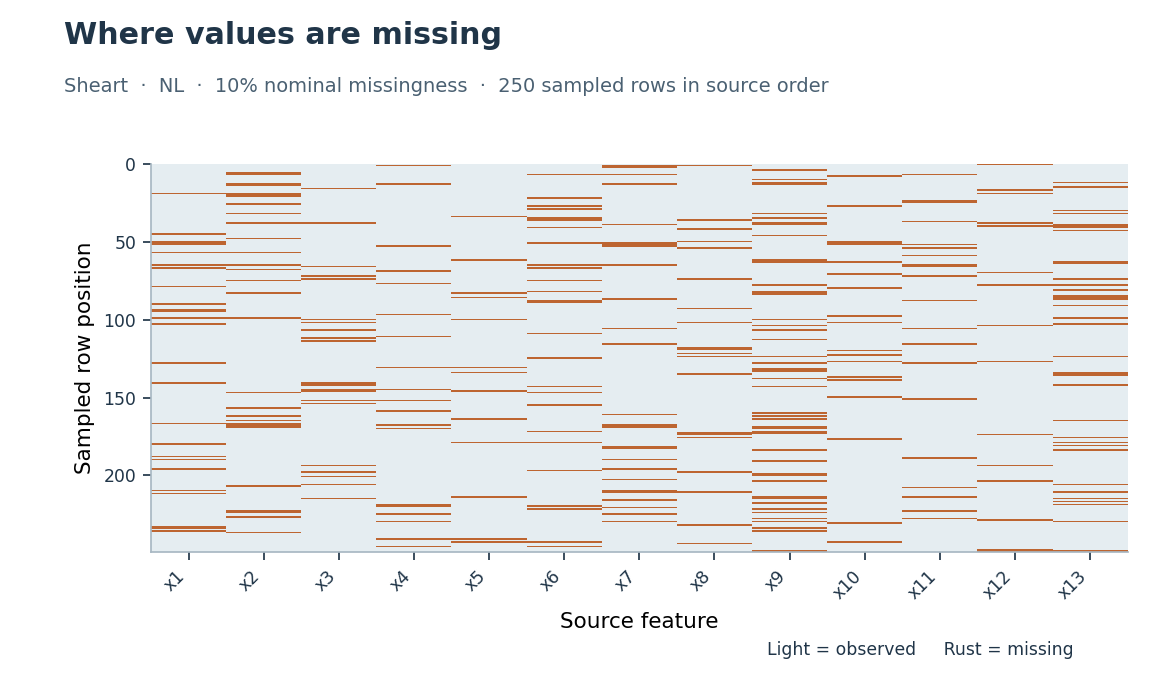 Where values are missing
Sheart · NL · 10% nominal missingness · 250 sampled rows in source order
Sampled row position
0
50
100
150
200
x1 x2 x3 x4 x5 x6 x7 x8 x9 x10 x11 x12 x13
Source feature
Light = observed Rust = missing